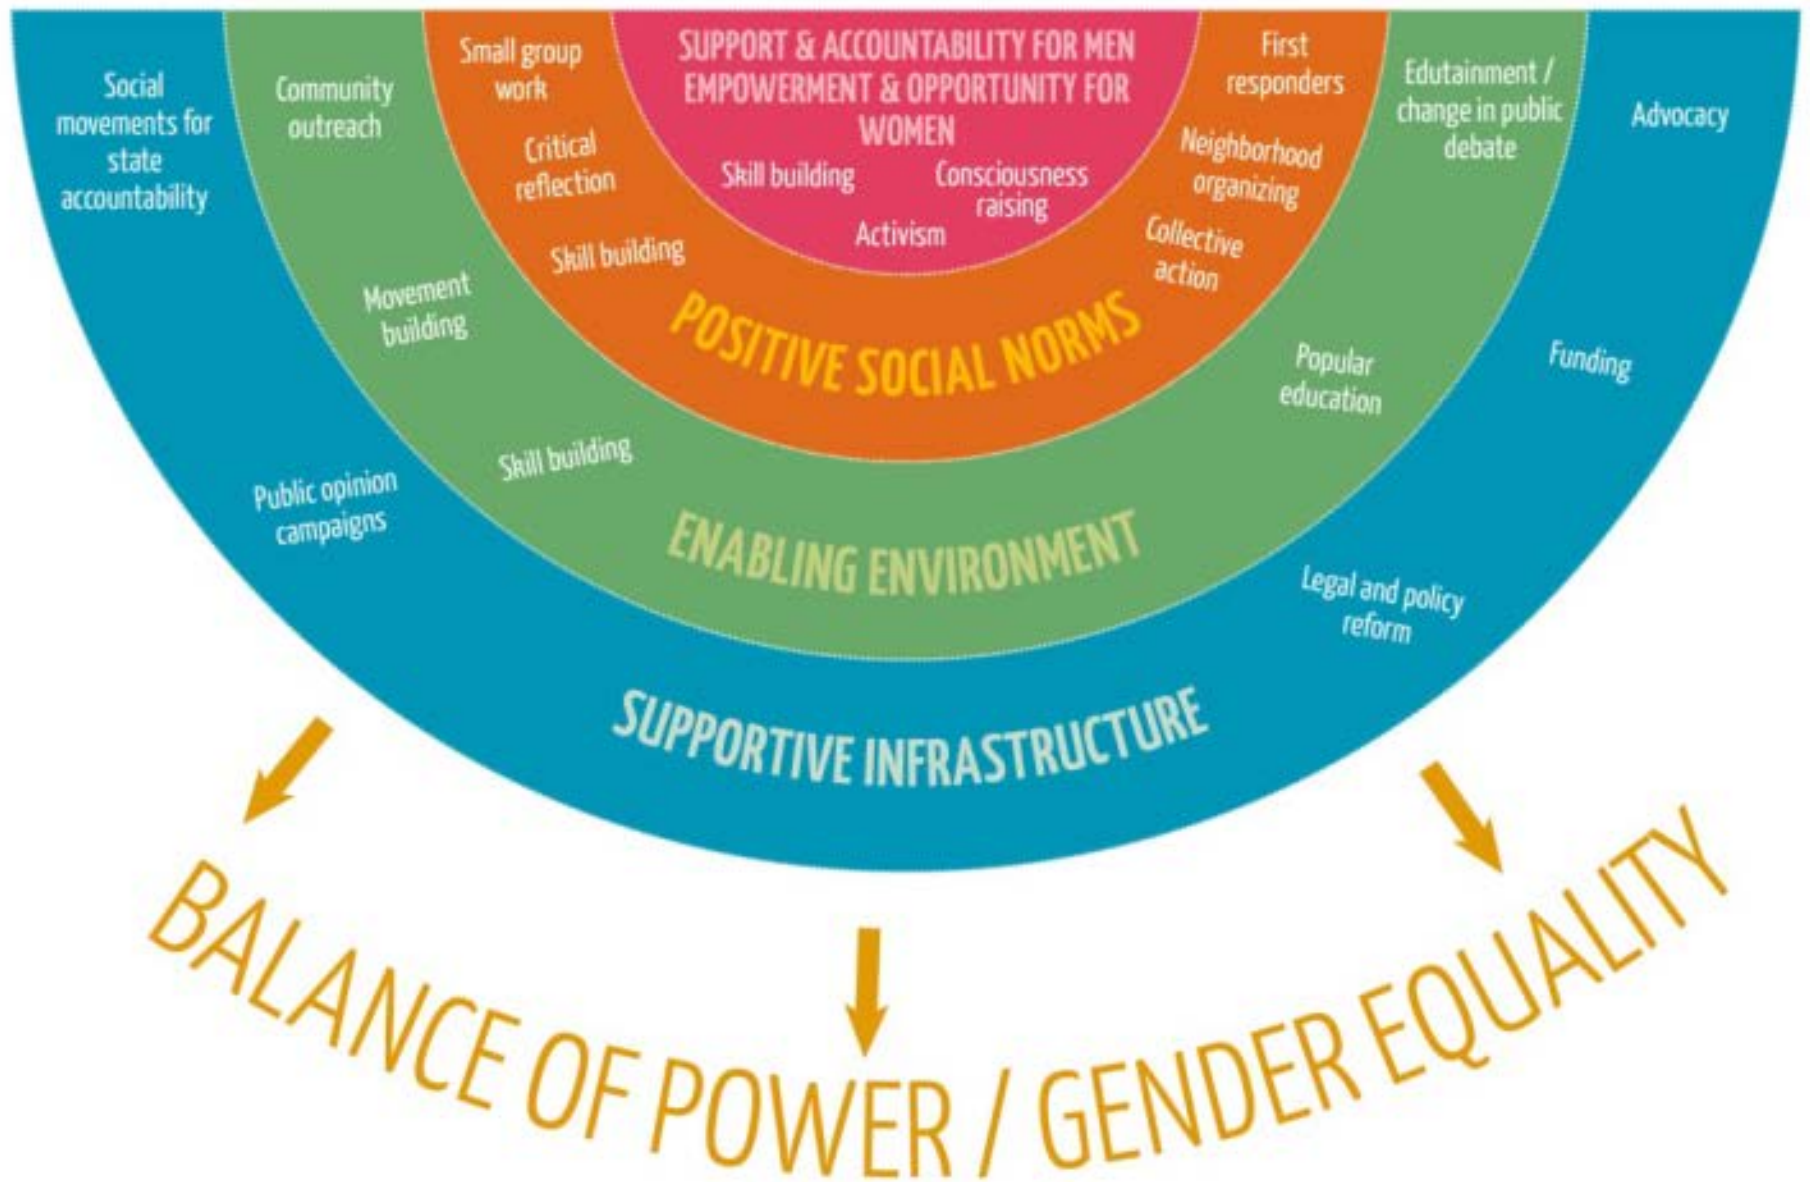 SUPPORT & ACCOUNTABILITY FOR MEN
EMPOWERMENT & OPPORTUNITY FOR
WOMEN
Skill building
Consciousness
raising
Activism
Small group
work
Critical
reflection
Skill building
First
responders
Neighborhood
organizing
Collective
action
POSITIVE SOCIAL NORMS
Community
outreach
Movement
building
Skill building
Edutainment /
change in public
debate
Popular
education
ENABLING ENVIRONMENT
Social
movements for
state
accountability
Public opinion
campaigns
Advocacy
Funding
Legal and policy
reform
SUPPORTIVE INFRASTRUCTURE
BALANCE OF POWER / GENDER EQUALITY